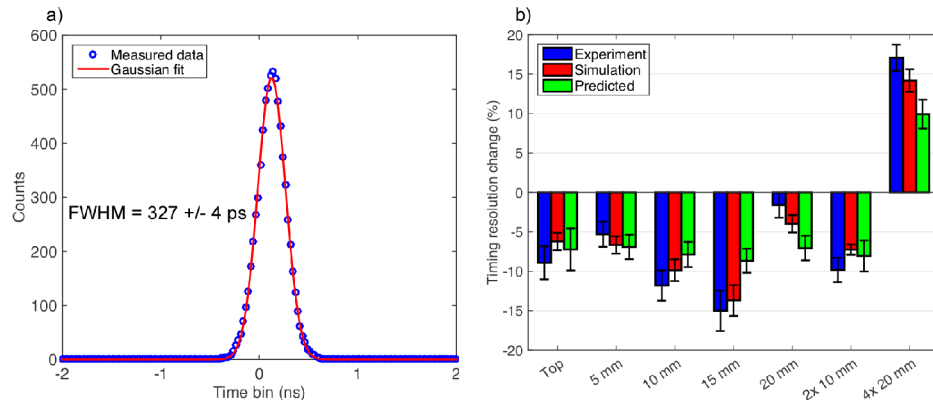 a)
600
500
400
300
200
100
0
Counts
Measured data
Gaussian fit
FWHM = 327 +/- 4 ps
-2
-1
0
1
2
Time bin (ns)
b)
20
15
10
5
0
-5
-10
-15
-20
Timing resolution change (%)
Experiment
Simulation
Predicted
Top
5 mm
10 mm
15 mm
20 mm
2x 10 mm
4x 20 mm